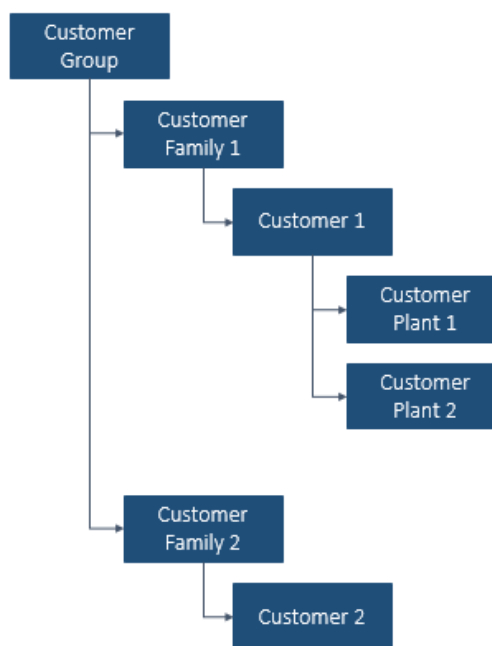 Customer
Group
Customer
Family 1
Customer 1
Customer
Plant 1
Customer
Plant 2
Customer
Family 2
Customer 2